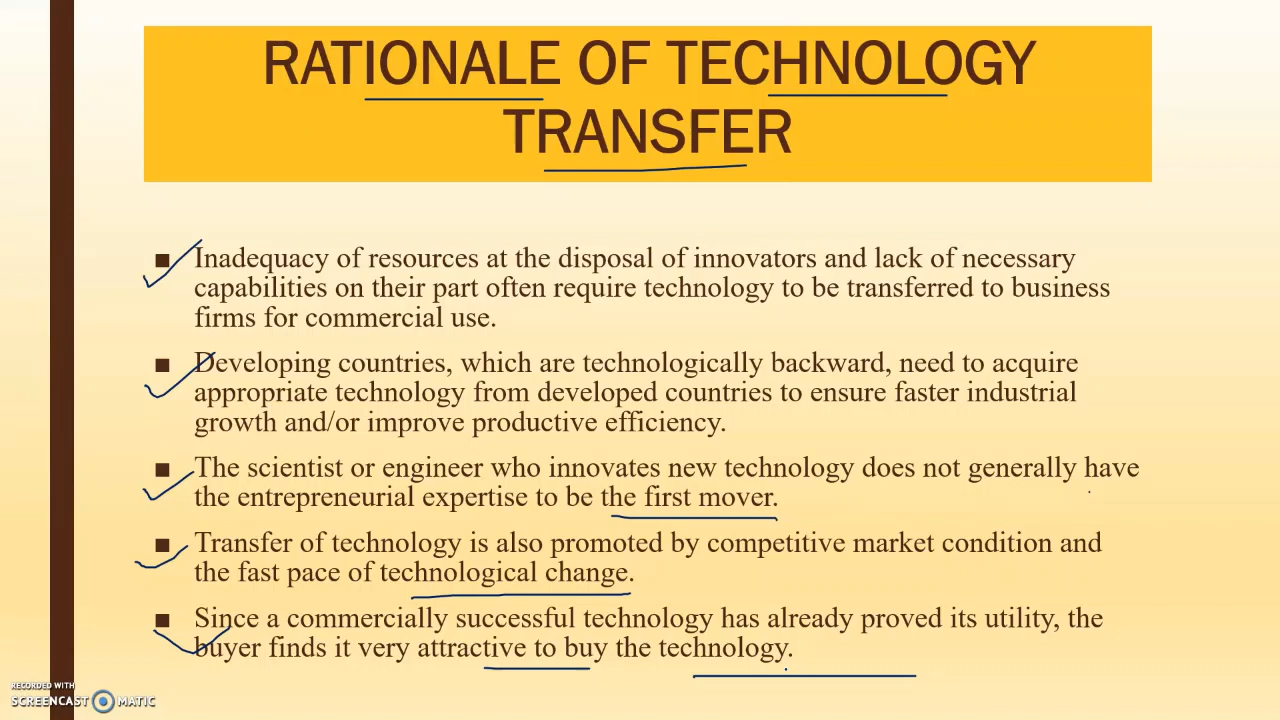 RATIONALE OF TECHNOLOGY
TRANSFER
■ Inadequacy of resources at the disposal of innovators and lack of necessary
capabilities on their part often require technology to be transferred to business
firms for commercial use.
■ Developing countries, which are technologically backward, need to acquire
appropriate technology from developed countries to ensure faster industrial
growth and/or improve productive efficiency.
■ The scientist or engineer who innovates new technology does not generally have
the entrepreneurial expertise to be the first mover.
■ Transfer of technology is also promoted by competitive market condition and
the fast pace of technological change.
■ Since a commercially successful technology has already proved its utility, the
buyer finds it very attractive to buy the technology.
RECORDED WITH
SCREENCAST MATIC